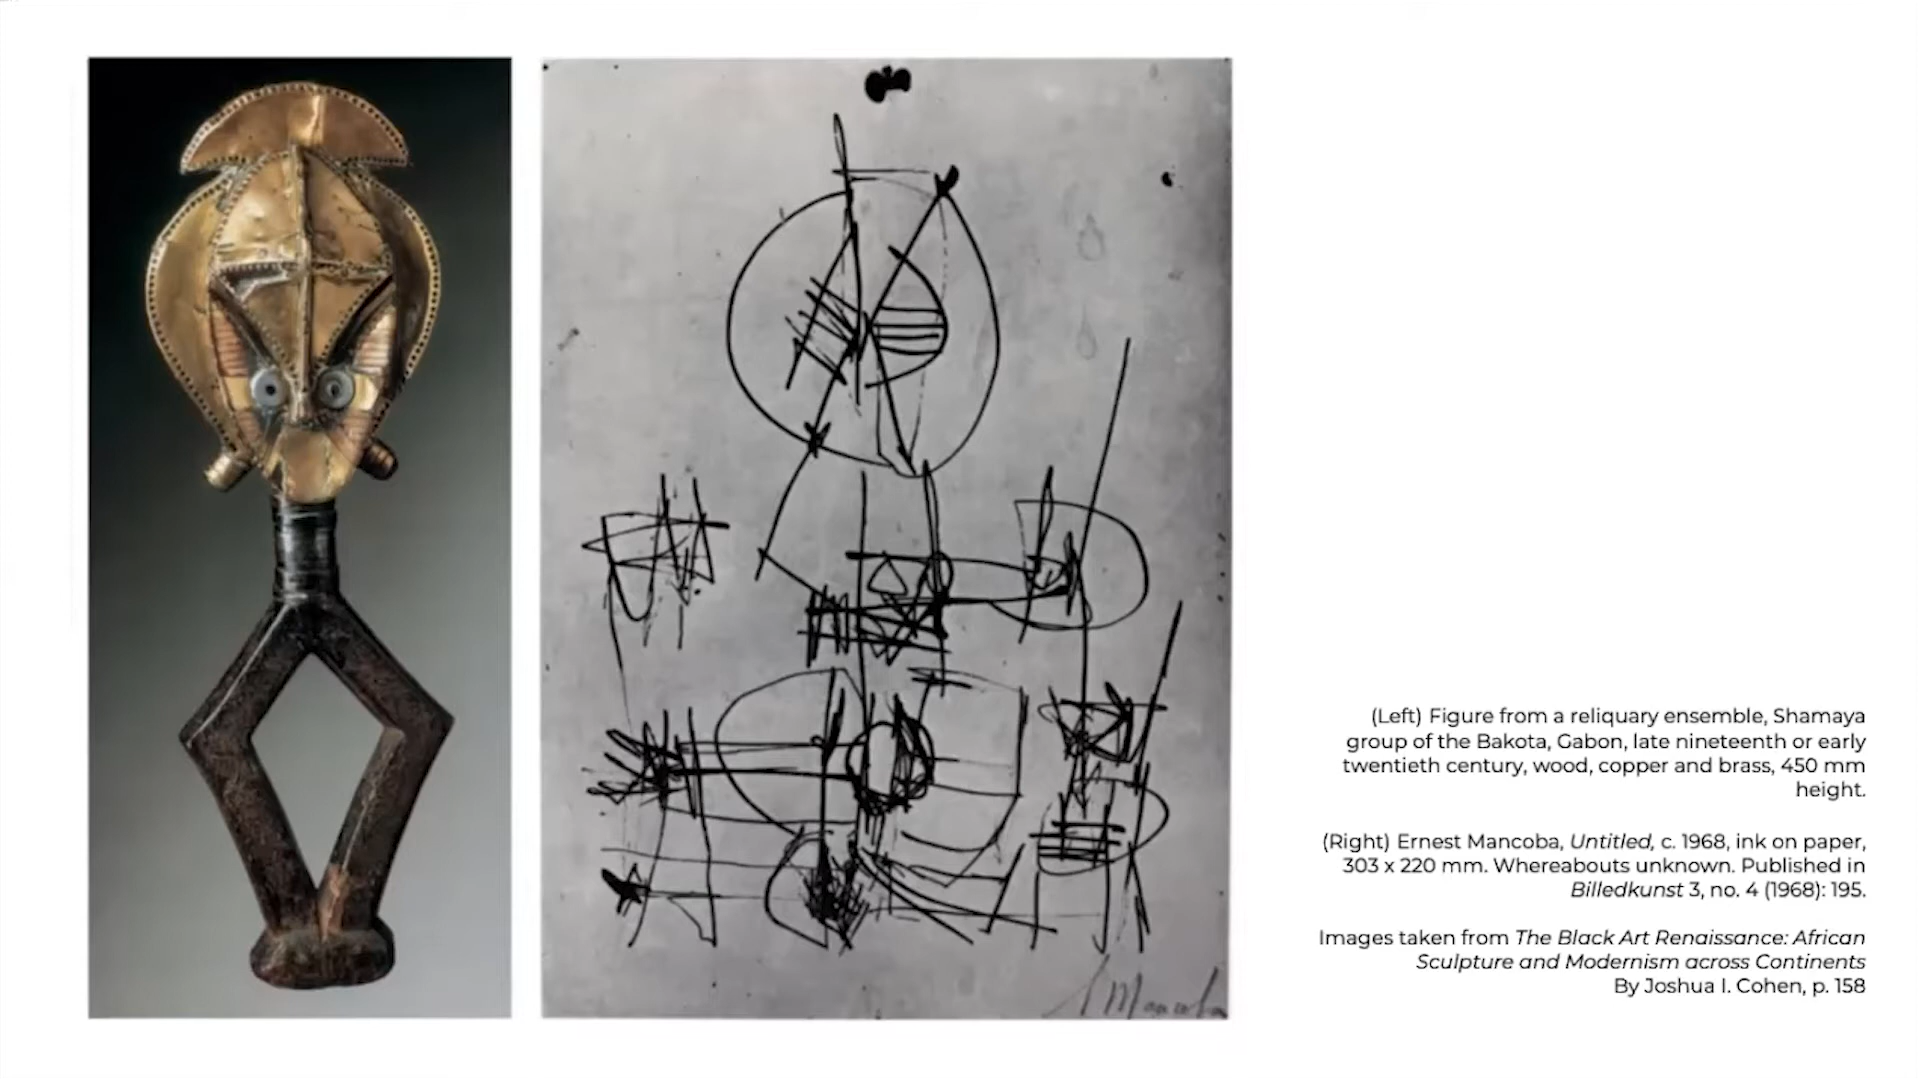 (Left) Figure from a reliquary ensemble, Shamaya
group of the Bakota, Gabon, late nineteenth or early
twentieth century, wood, copper and brass, 450 mm
height.
(Right) Ernest Mancoba, Untitled, c. 1968, ink on paper,
303 x 220 mm. Whereabouts unknown. Published in
Billedkunst 3, no. 4 (1968): 195.
Images taken from The Black Art Renaissance: African
Sculpture and Modernism across Continents
By Joshua I. Cohen, p. 158
Mancoba